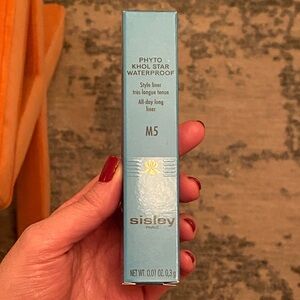 PHYTO
KHOL STAR
WATERPROOF
Stylo liner
très longue tenue
All-day long
liner
M5
sisley
PARIS
NET WT. 0.01 OZ. 0,3 g